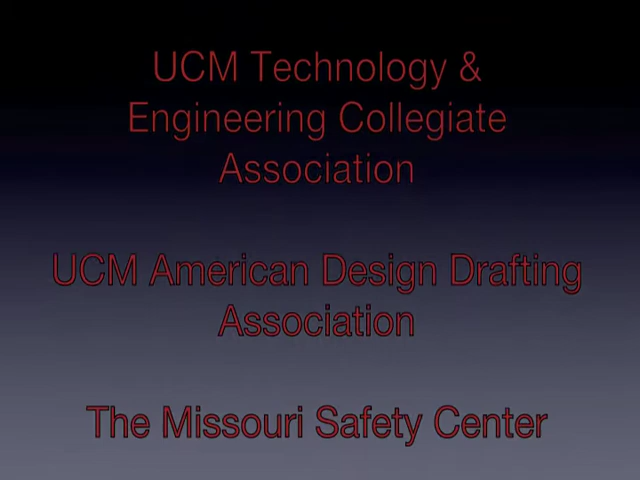 UCM Technology &
Engineering Collegiate
Association
UCM American Design Drafting
Association
The Missouri Safety Center